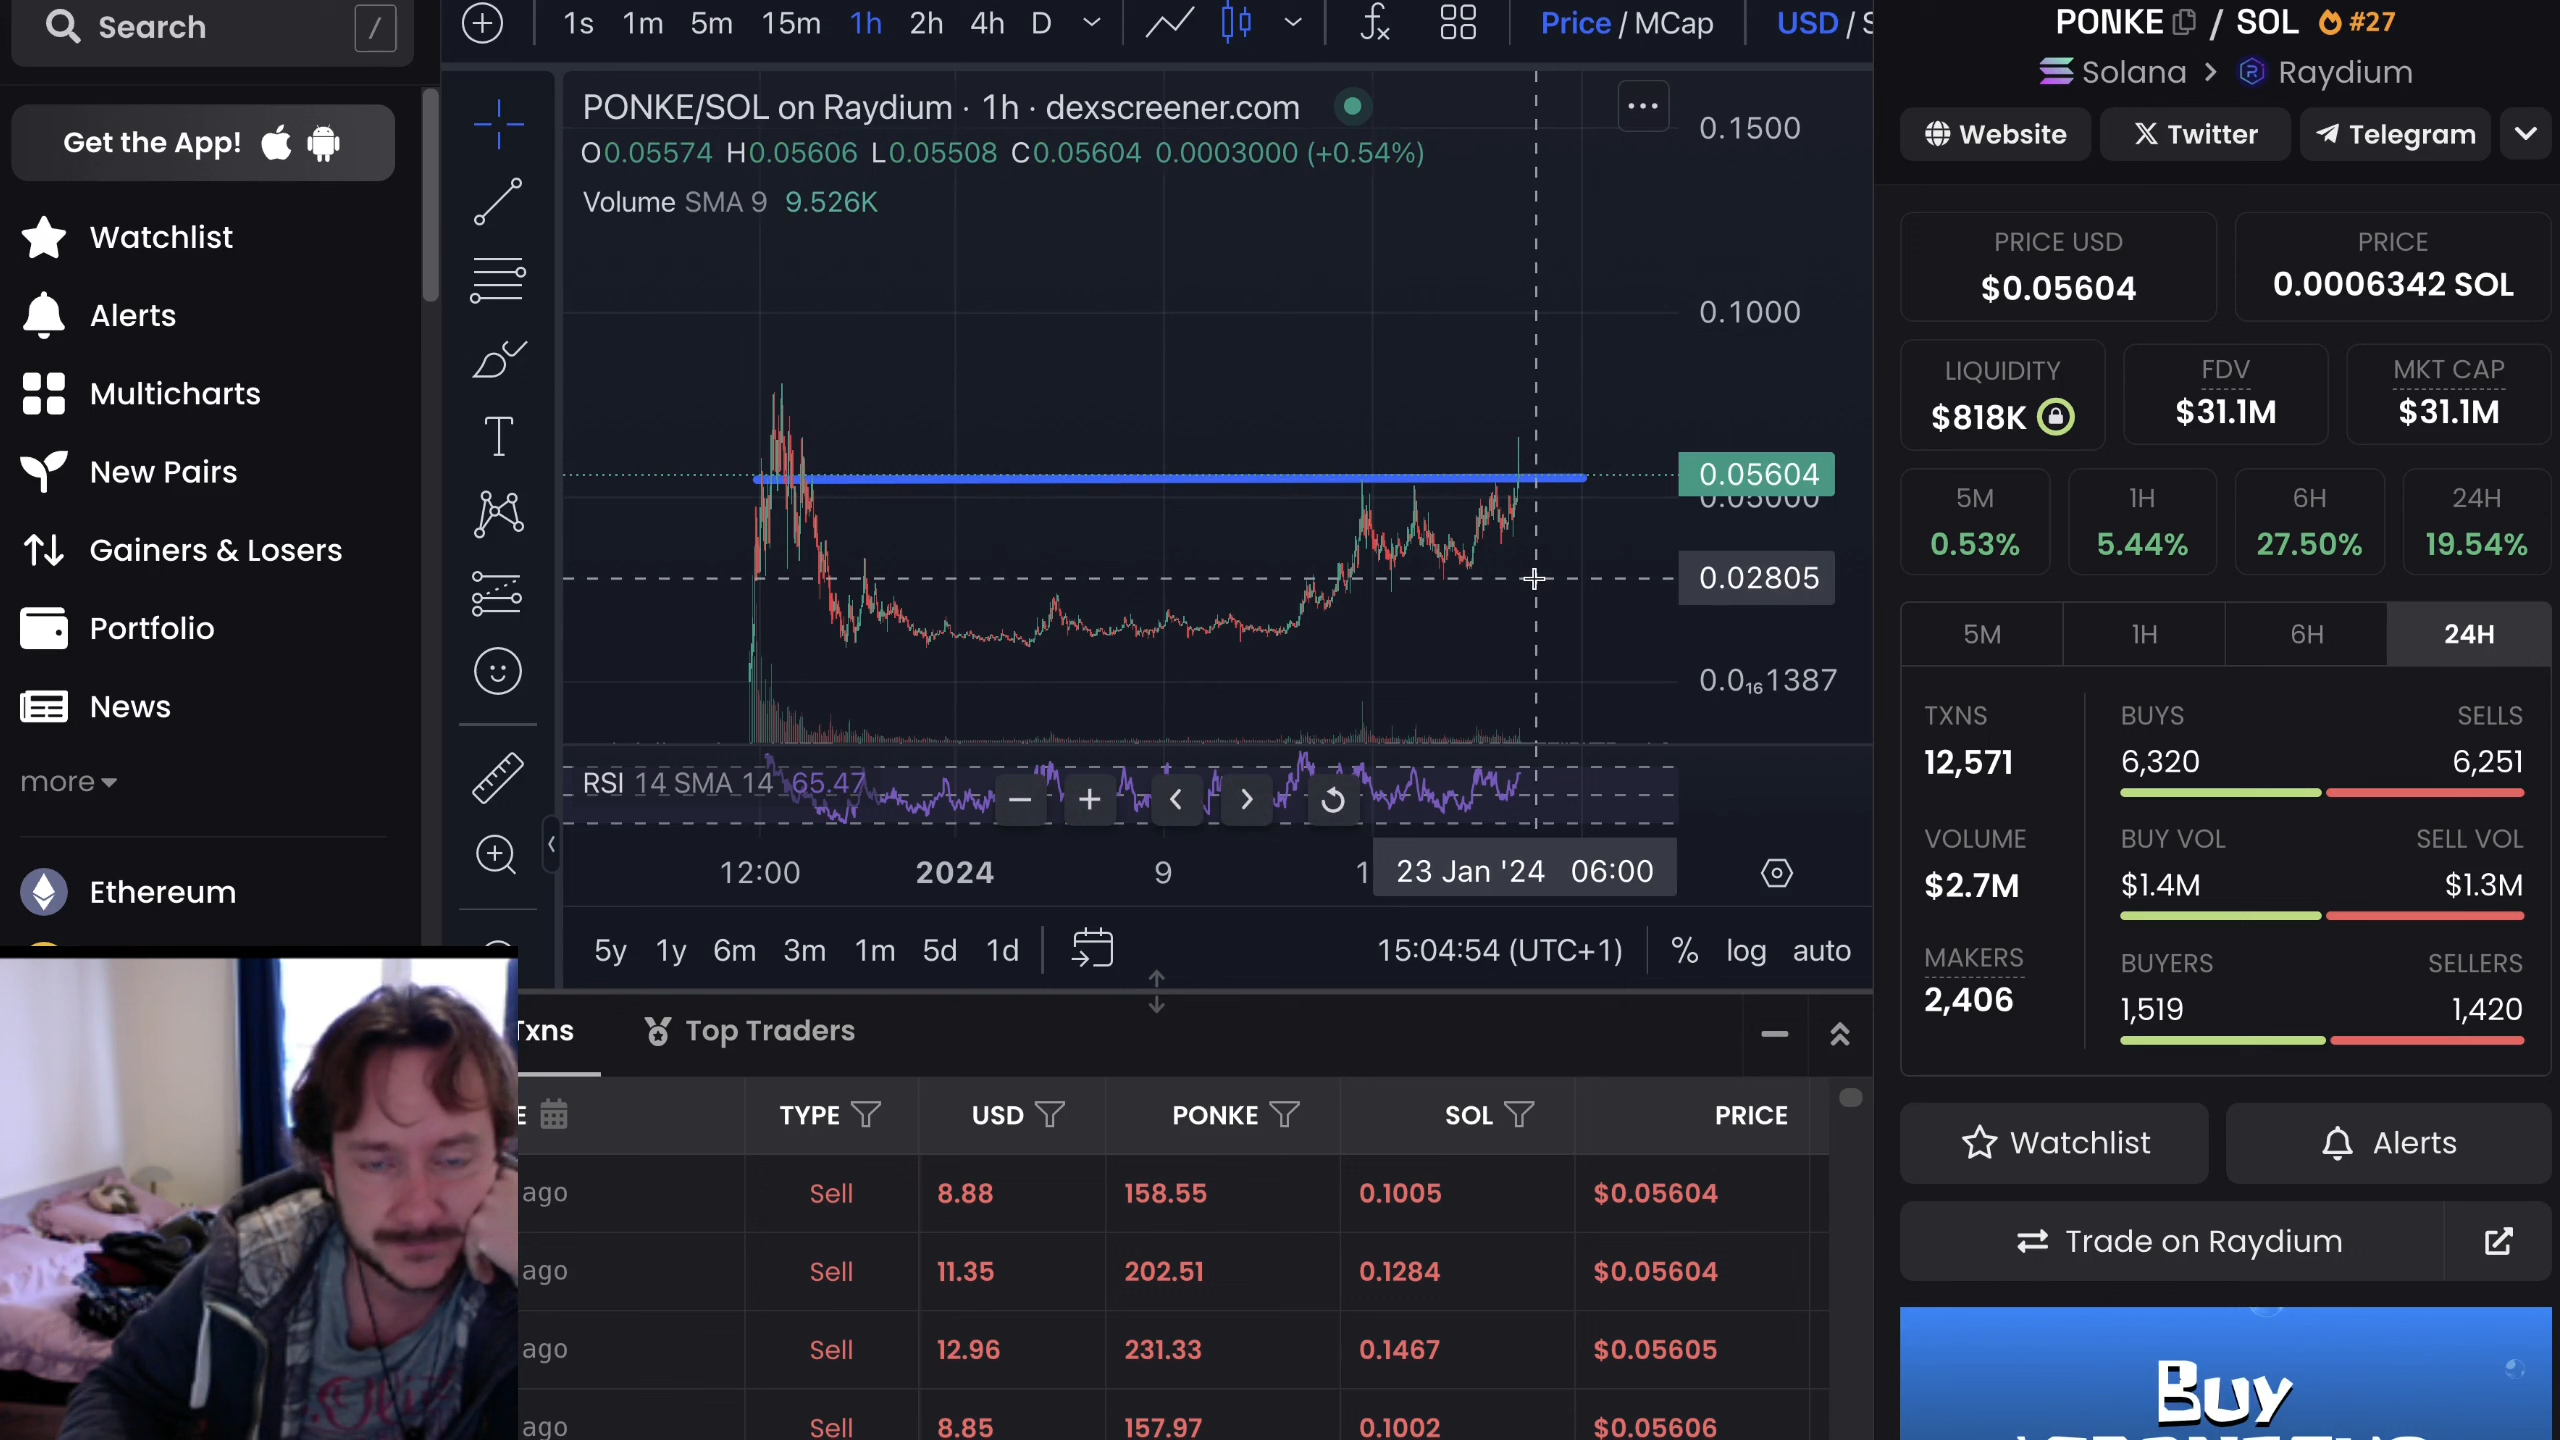 Search /
Get the App!
Watchlist
Alerts
Multicharts
New Pairs
Gainers & Losers
Portfolio
News
more
Ethereum
1s 1m 5m 15m 1h 2h 4h D Price / MCap USD / S
PONKE/SOL on Raydium · 1h · dexscreener.com
O0.05574 H0.05606 L0.05508 C0.05604 0.0003000 (+0.54%)
Volume SMA 9 9.526K
0.1500
0.1000
0.05604
0.05000
0.02805
0.0₁₆1387
RSI 14 SMA 14 65.47
12:00 2024 9 1 23 Jan '24 06:00
5y 1y 6m 3m 1m 5d 1d 15:04:54 (UTC+1) % log auto
Txns Top Traders
E TYPE USD PONKE SOL PRICE
ago Sell 8.88 158.55 0.1005 $0.05604
ago Sell 11.35 202.51 0.1284 $0.05604
ago Sell 12.96 231.33 0.1467 $0.05605
ago Sell 8.85 157.97 0.1002 $0.05606
PONKE / SOL #27
Solana > Raydium
Website Twitter Telegram
PRICE USD PRICE
$0.05604 0.0006342 SOL
LIQUIDITY FDV MKT CAP
$818K $31.1M $31.1M
5M 1H 6H 24H
0.53% 5.44% 27.50% 19.54%
5M 1H 6H 24H
TXNS BUYS SELLS
12,571 6,320 6,251
VOLUME BUY VOL SELL VOL
$2.7M $1.4M $1.3M
MAKERS BUYERS SELLERS
2,406 1,519 1,420
Watchlist Alerts
Trade on Raydium
Buy